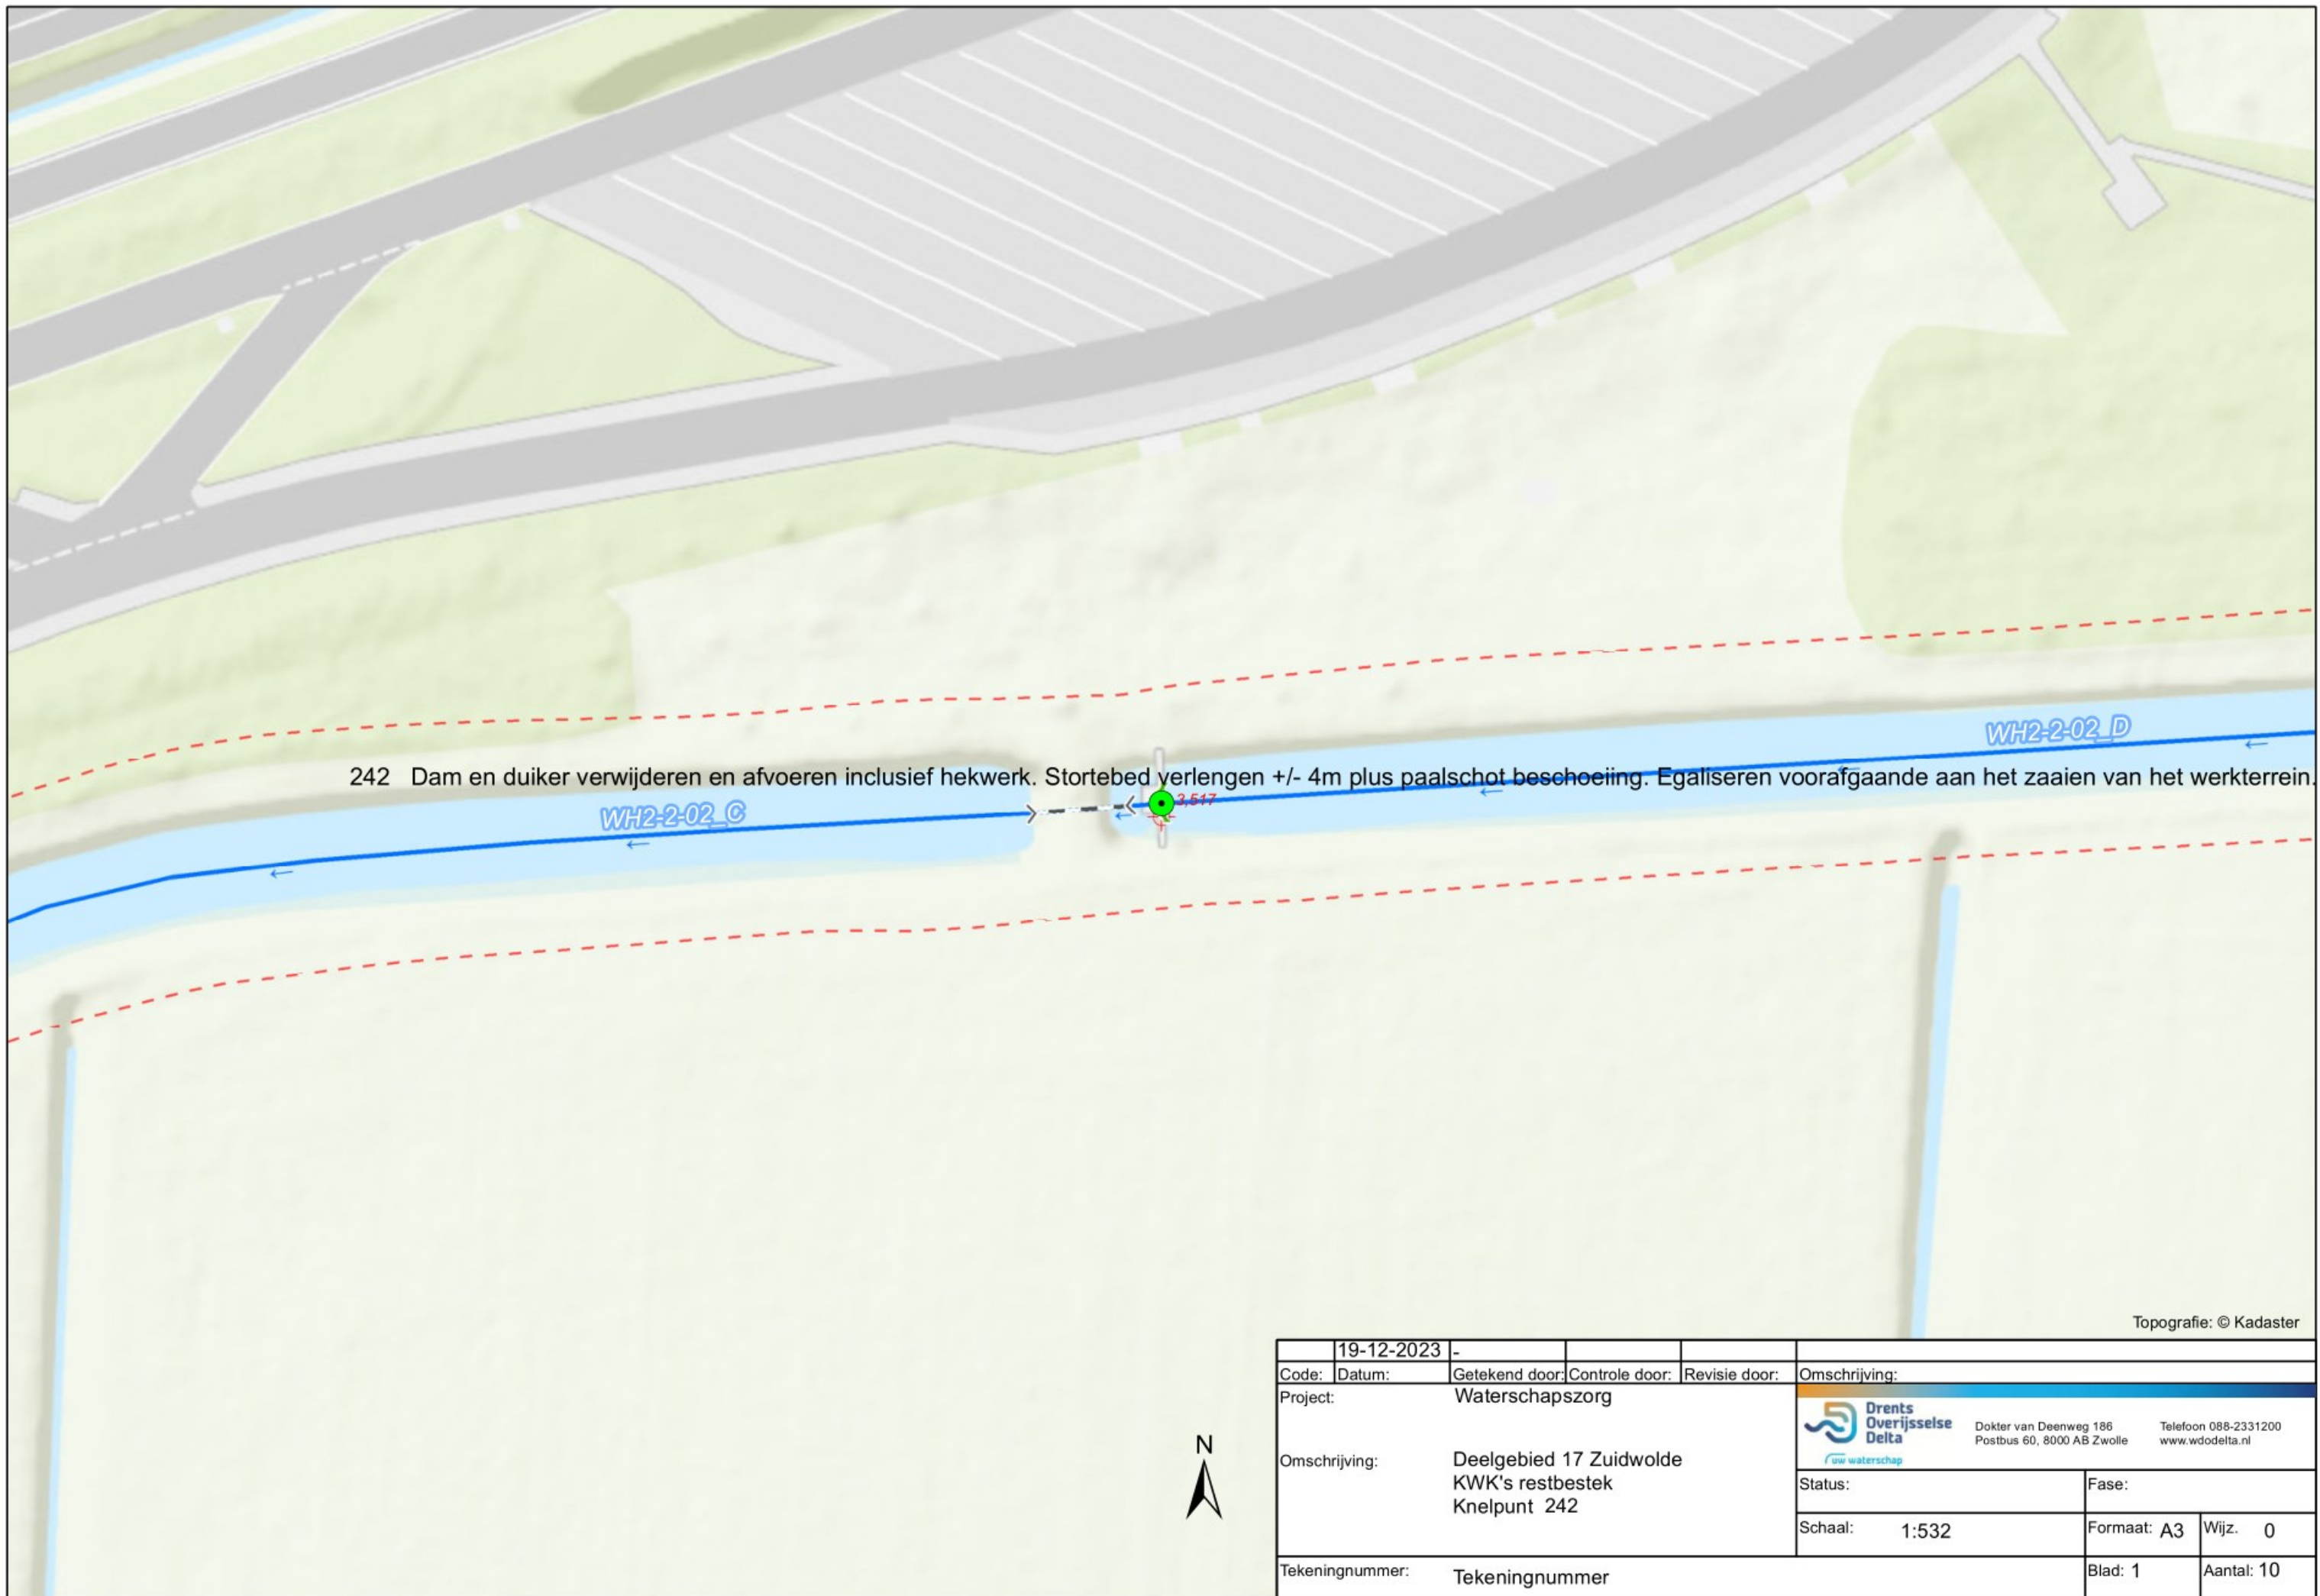 WH2-2-02_D
242 Dam en duiker verwijderen en afvoeren inclusief hekwerk. Stortebed verlengen +/- 4m plus paalschot beschoeiing. Egaliseren voorafgaande aan het zaaien van het werkterrein.
3,517
WH2-2-02_C
Topografie: © Kadaster
19-12-2023 -
Code: Datum: Getekend door: Controle door: Revisie door: Omschrijving:
Project: Waterschapszorg
Drents
Overijsselse
Delta
uw waterschap
Dokter van Deenweg 186
Postbus 60, 8000 AB Zwolle
Telefoon 088-2331200
www.wdodelta.nl
Omschrijving: Deelgebied 17 Zuidwolde
KWK's restbestek
Knelpunt 242
Status: Fase:
Schaal: 1:532 Formaat: A3 Wijz. 0
Tekeningnummer: Tekeningnummer Blad: 1 Aantal: 10
N